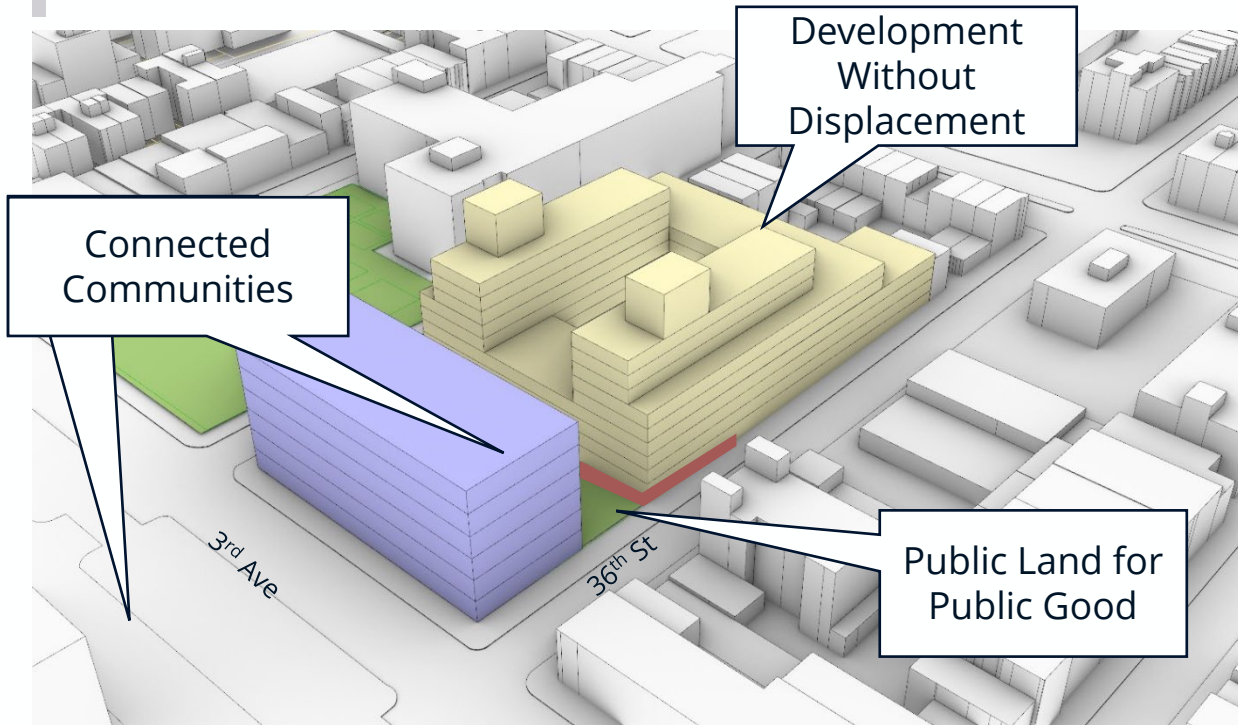 Development
Without
Displacement
Connected
Communities
3rd Ave
36th St
Public Land for
Public Good